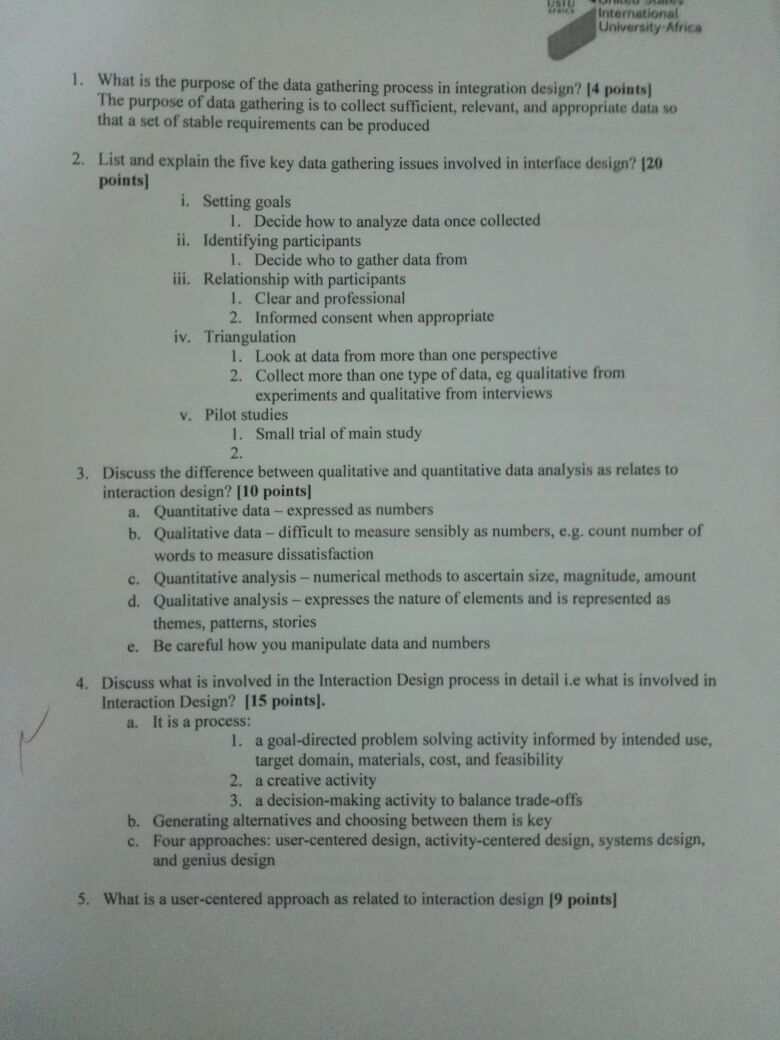 USIU
AFRICA
United States
International
University-Africa
1. What is the purpose of the data gathering process in integration design? [4 points]
The purpose of data gathering is to collect sufficient, relevant, and appropriate data so
that a set of stable requirements can be produced
2. List and explain the five key data gathering issues involved in interface design? [20
points]
i. Setting goals
1. Decide how to analyze data once collected
ii. Identifying participants
1. Decide who to gather data from
iii. Relationship with participants
1. Clear and professional
2. Informed consent when appropriate
iv. Triangulation
1. Look at data from more than one perspective
2. Collect more than one type of data, eg qualitative from
experiments and qualitative from interviews
v. Pilot studies
1. Small trial of main study
2.
3. Discuss the difference between qualitative and quantitative data analysis as relates to
interaction design? [10 points]
a. Quantitative data – expressed as numbers
b. Qualitative data – difficult to measure sensibly as numbers, e.g. count number of
words to measure dissatisfaction
c. Quantitative analysis – numerical methods to ascertain size, magnitude, amount
d. Qualitative analysis – expresses the nature of elements and is represented as
themes, patterns, stories
e. Be careful how you manipulate data and numbers
4. Discuss what is involved in the Interaction Design process in detail i.e what is involved in
Interaction Design? [15 points].
a. It is a process:
1. a goal-directed problem solving activity informed by intended use,
target domain, materials, cost, and feasibility
2. a creative activity
3. a decision-making activity to balance trade-offs
b. Generating alternatives and choosing between them is key
c. Four approaches: user-centered design, activity-centered design, systems design,
and genius design
5. What is a user-centered approach as related to interaction design [9 points]